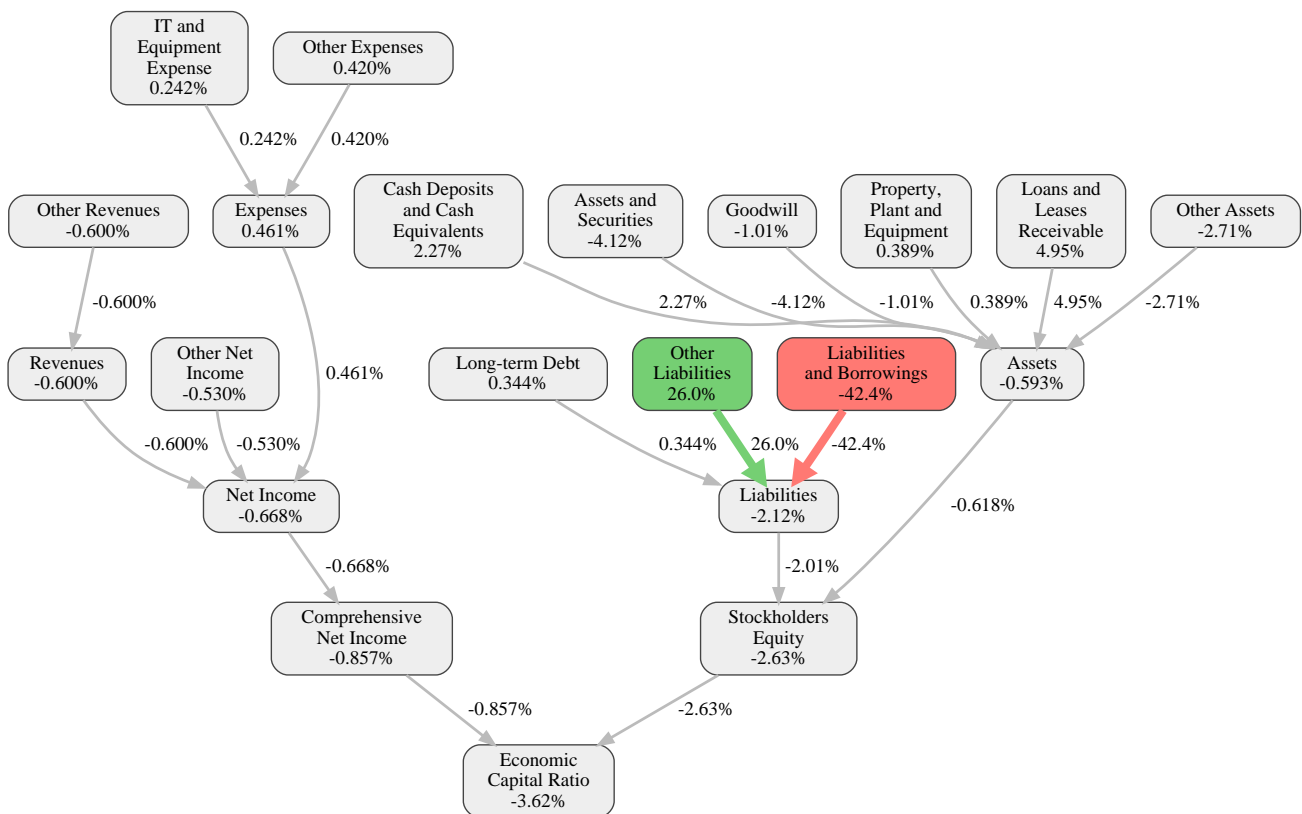 IT and
Equipment
Expense
0.242%
Other Expenses
0.420%
0.242%
0.420%
Other Revenues
-0.600%
Expenses
0.461%
Cash Deposits
and Cash
Equivalents
2.27%
Assets and
Securities
-4.12%
Goodwill
-1.01%
Property,
Plant and
Equipment
0.389%
Loans and
Leases
Receivable
4.95%
Other Assets
-2.71%
-0.600%
2.27%
-4.12%
-1.01%
0.389%
4.95%
-2.71%
Revenues
-0.600%
Other Net
Income
-0.530%
0.461%
Long-term Debt
0.344%
Other
Liabilities
26.0%
Liabilities
and Borrowings
-42.4%
Assets
-0.593%
-0.600%
-0.530%
0.344%
26.0%
-42.4%
Net Income
-0.668%
Liabilities
-2.12%
-0.618%
-0.668%
-2.01%
Comprehensive
Net Income
-0.857%
Stockholders
Equity
-2.63%
-0.857%
-2.63%
Economic
Capital Ratio
-3.62%